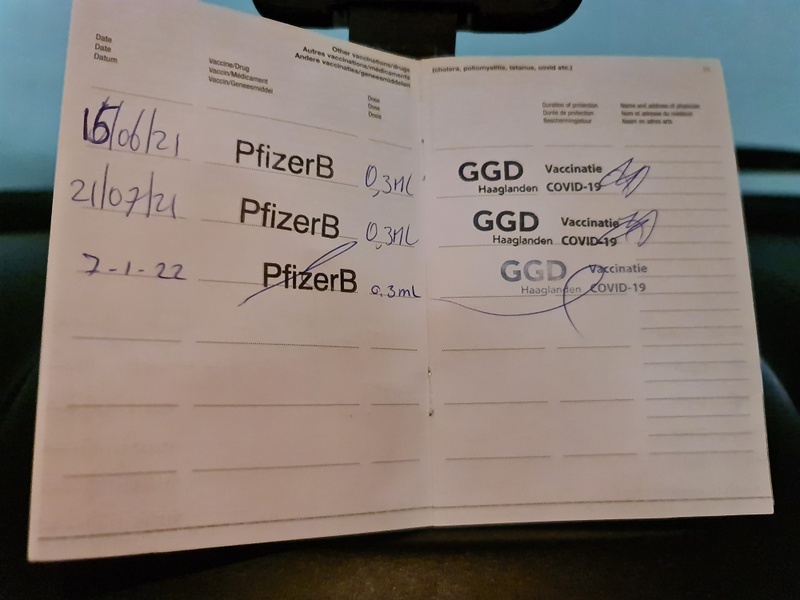 Date
Date
Datum
Vaccine/Drug
Vaccin/Médicament
Vaccin/Geneesmiddel
Other vaccinations/drugs
Autres vaccinations/médicaments
Andere vaccinaties/geneesmiddelen
Dose
Dose
Dosis
(cholera, poliomyelitis, tetanus, covid etc.)
Duration of protection
Durée de protection
Beschermingsduur
Name and address of physician
Nom et adresse du médecin
Naam en adres arts
15/06/21 PfizerB 0,3ML GGD Haaglanden Vaccinatie COVID-19
21/07/21 PfizerB 0,3ML GGD Haaglanden Vaccinatie COVID-19
7-1-22 PfizerB 0,3mL GGD Haaglanden Vaccinatie COVID-19